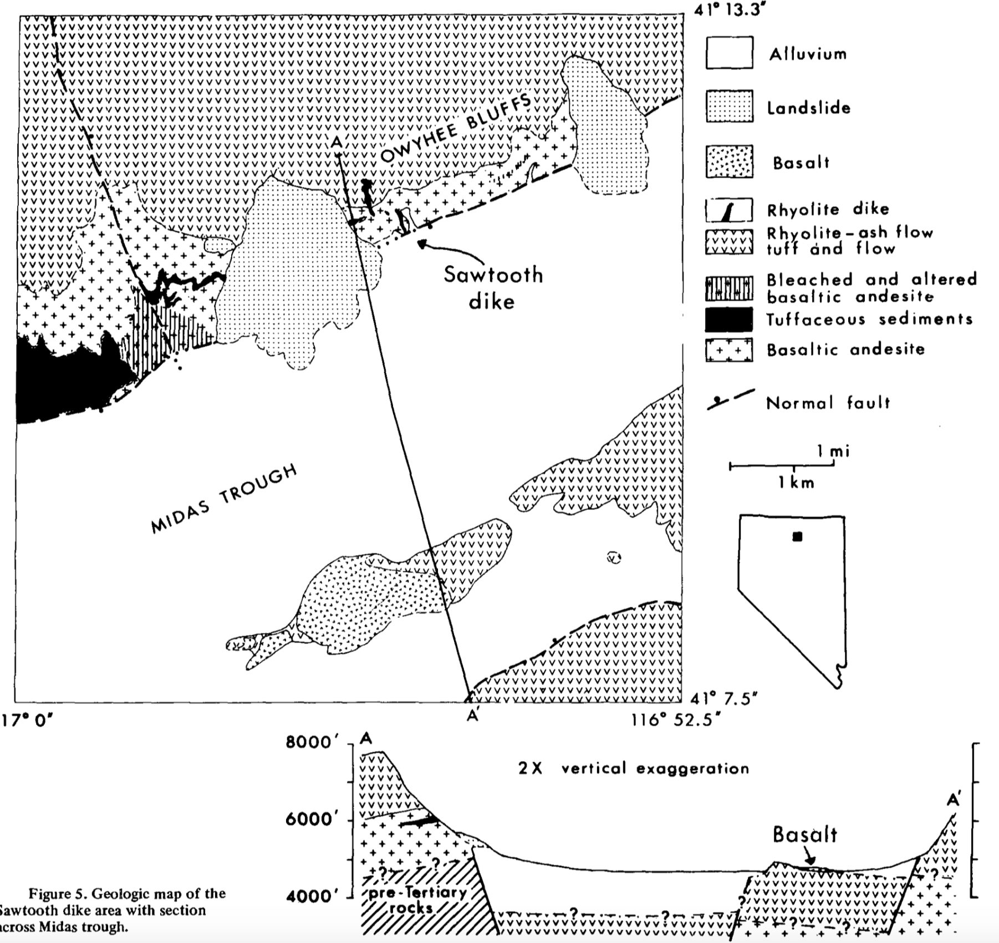 41° 13.3"
Alluvium
Landslide
Basalt
Rhyolite dike
Rhyolite-ash flow
tuff and flow
Bleached and altered
basaltic andesite
Tuffaceous sediments
Basaltic andesite
Normal fault
1 mi
1 km
A
OWYHEE BLUFFS
Sawtooth
dike
MIDAS TROUGH
A'
17° 0"
41° 7.5"
116° 52.5"
8000'
6000'
4000'
A
2X vertical exaggeration
A'
Basalt
? ?
pre-Tertiary
rocks
? ? ? ? ? ?
Figure 5. Geologic map of the
Sawtooth dike area with section
across Midas trough.